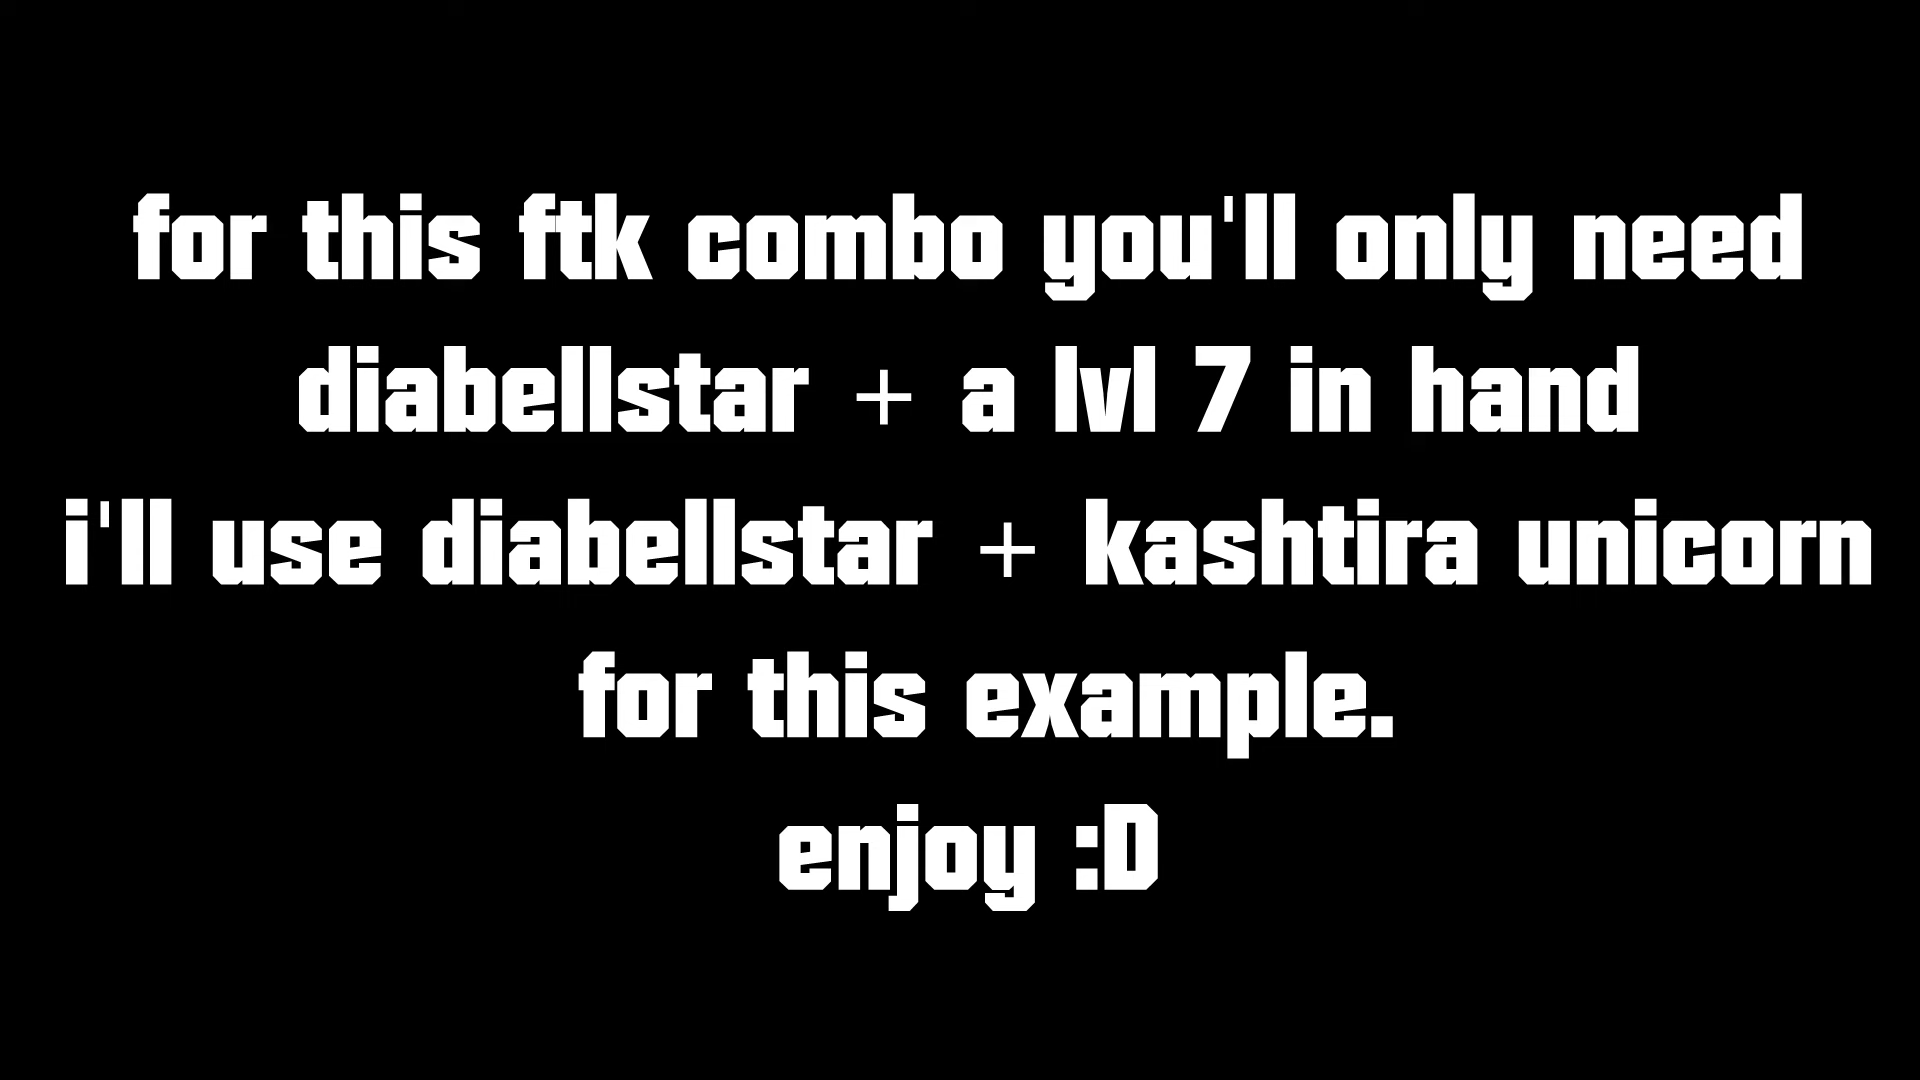 for this ftk combo you'll only need
diabellstar + a lvl 7 in hand
i'll use diabellstar + kashtira unicorn
for this example.
enjoy :D